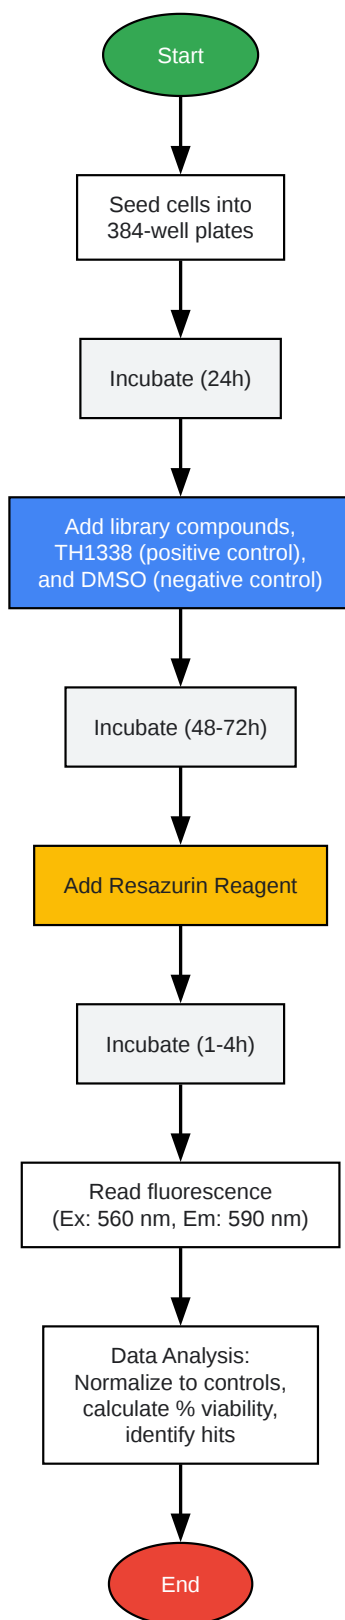 Start
Seed cells into
384-well plates
Incubate (24h)
Add library compounds,
TH1338 (positive control),
and DMSO (negative control)
Incubate (48-72h)
Add Resazurin Reagent
Incubate (1-4h)
Read fluorescence
(Ex: 560 nm, Em: 590 nm)
Data Analysis:
Normalize to controls,
calculate % viability,
identify hits
End